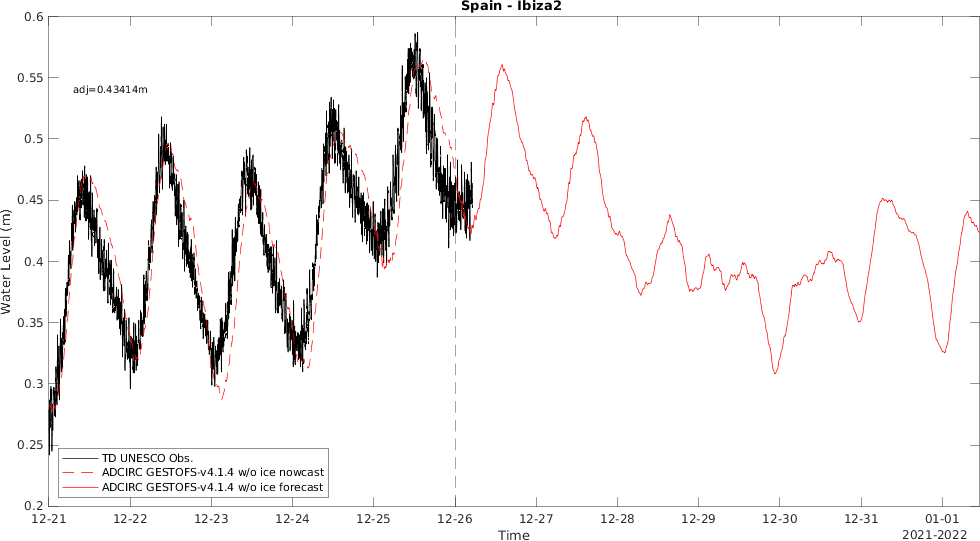 Spain - Ibiza2
0.6
0.55
0.5
0.45
0.4
0.35
0.3
0.25
0.2
Water Level (m)
adj=0.43414m
TD UNESCO Obs.
ADCIRC GESTOFS-v4.1.4 w/o ice nowcast
ADCIRC GESTOFS-v4.1.4 w/o ice forecast
12-21 12-22 12-23 12-24 12-25 12-26 12-27 12-28 12-29 12-30 12-31 01-01
Time
2021-2022